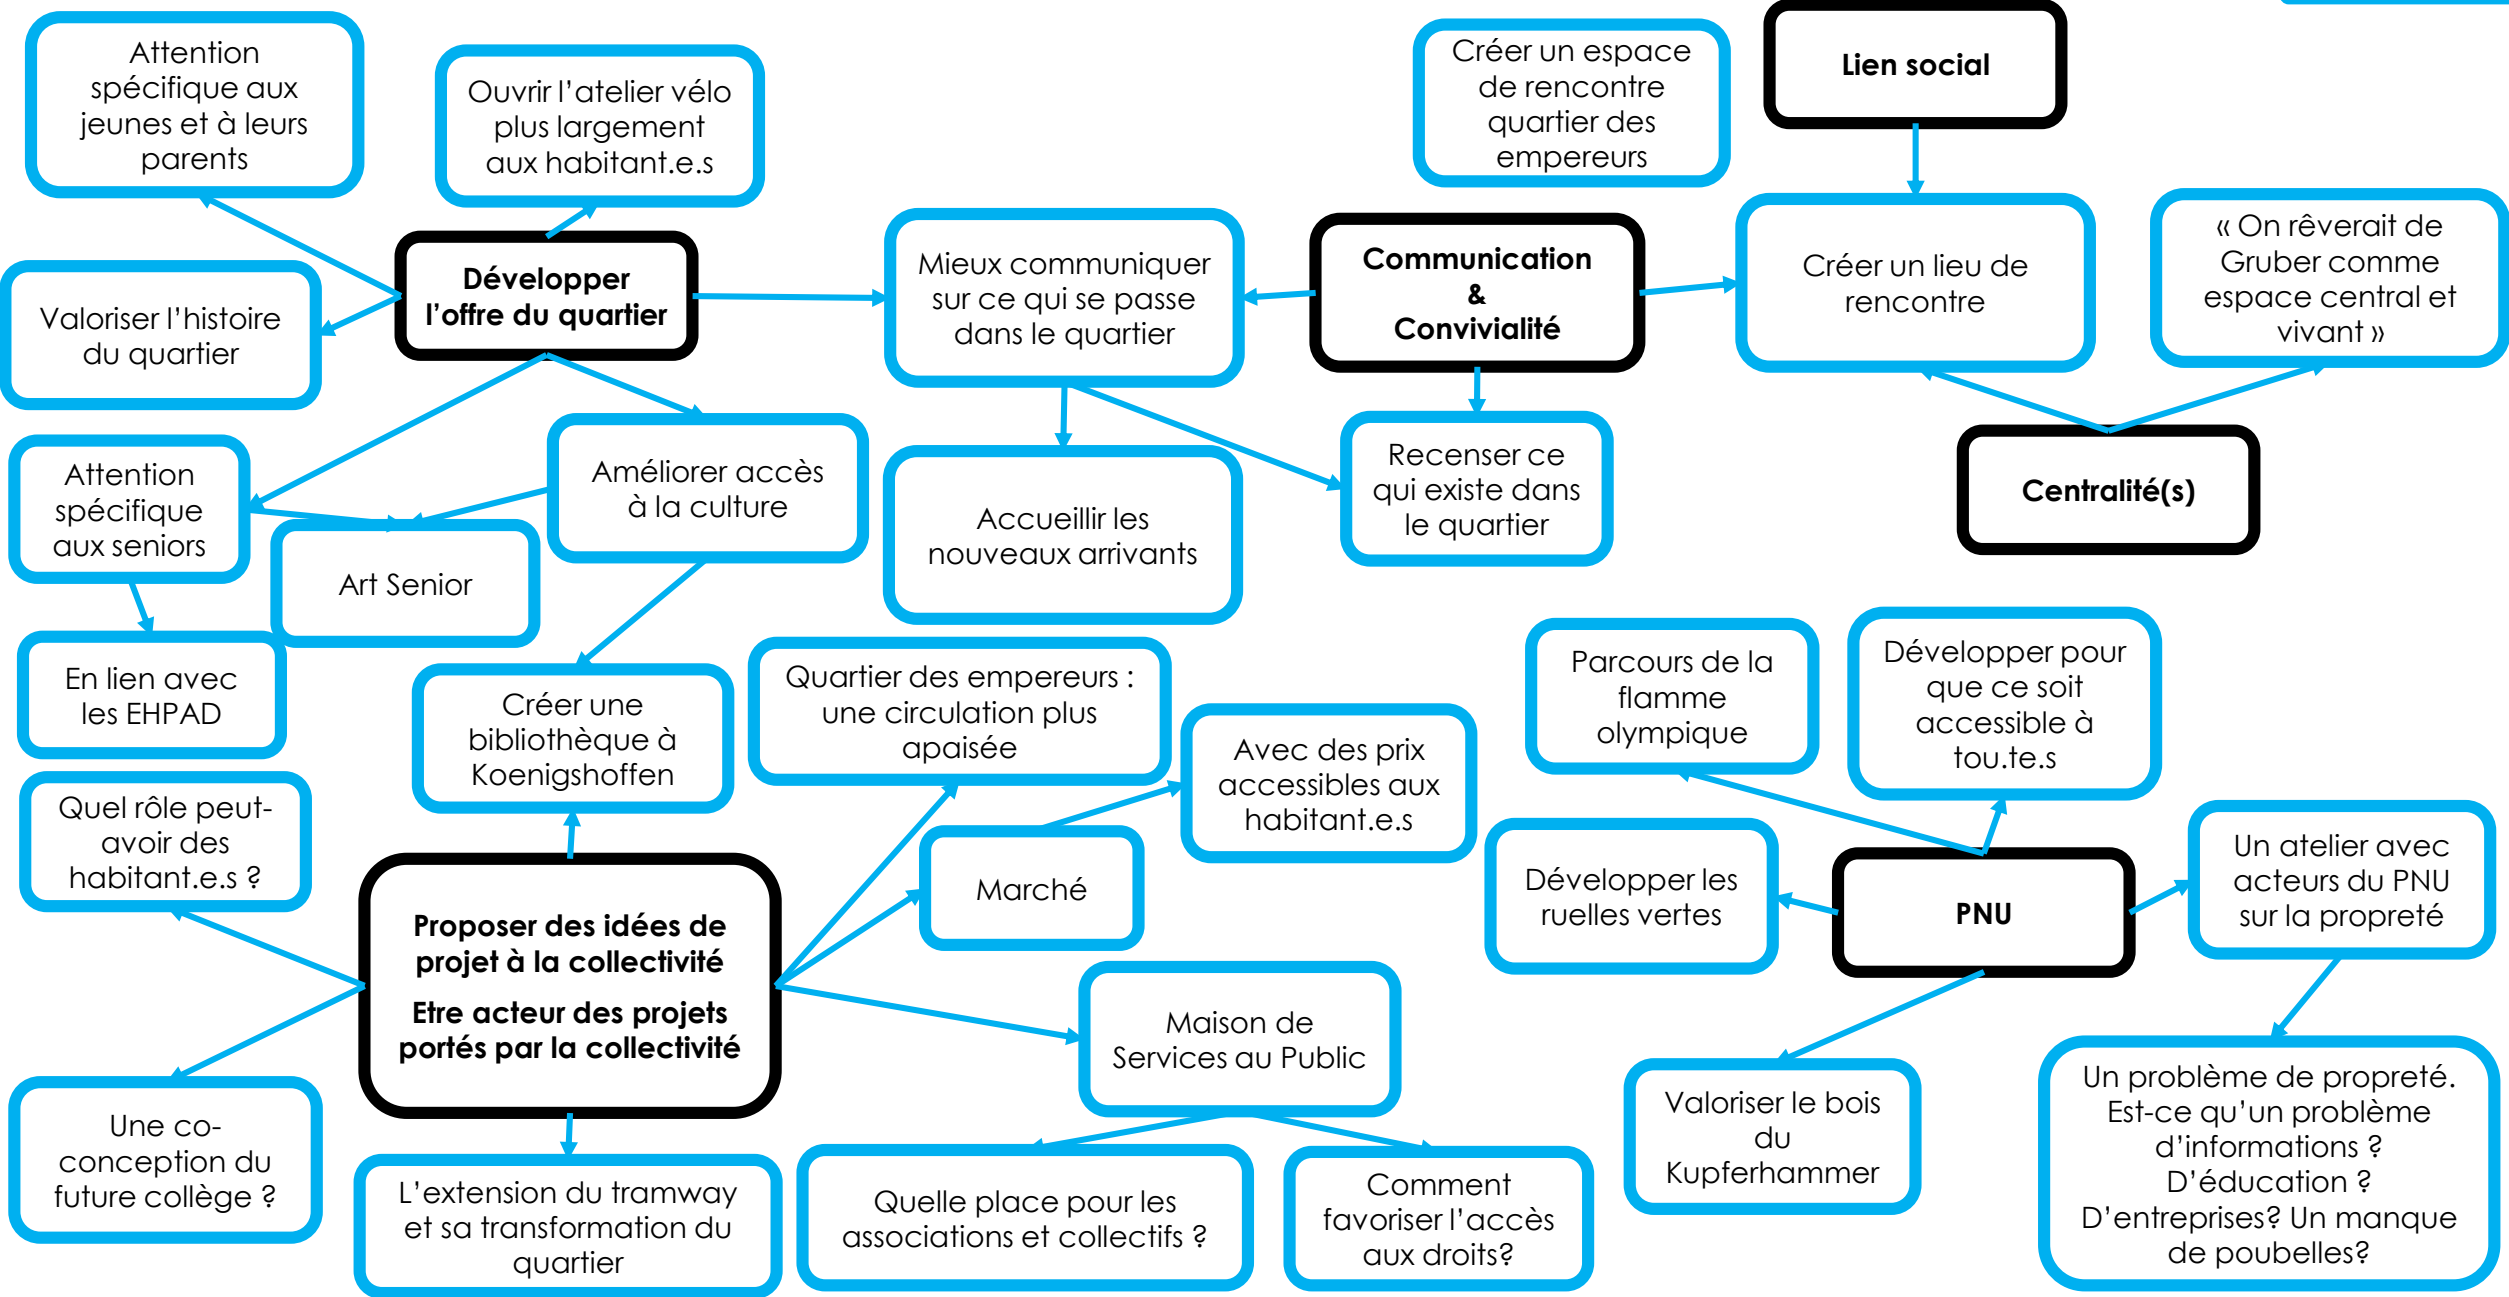 Attention
spécifique aux
jeunes et à leurs
parents
Ouvrir l'atelier vélo
plus largement
aux habitant.e.s
Créer un espace
de rencontre
quartier des
empereurs
Lien social
Valoriser l'histoire
du quartier
Développer
l'offre du quartier
Mieux communiquer
sur ce qui se passe
dans le quartier
Communication
&
Convivialité
Créer un lieu de
rencontre
« On rêverait de
Gruber comme
espace central et
vivant »
Attention
spécifique
aux seniors
Art Senior
Améliorer accès
à la culture
Accueillir les
nouveaux arrivants
Recenser ce
qui existe dans
le quartier
Centralité(s)
En lien avec
les EHPAD
Créer une
bibliothèque à
Koenigshoffen
Quartier des empereurs :
une circulation plus
apaisée
Avec des prix
accessibles aux
habitant.e.s
Parcours de la
flamme
olympique
Développer pour
que ce soit
accessible à
tou.te.s
Quel rôle peut-
avoir des
habitant.e.s ?
Proposer des idées de
projet à la collectivité
Etre acteur des projets
portés par la collectivité
Marché
Développer les
ruelles vertes
PNU
Un atelier avec
acteurs du PNU
sur la propreté
Une co-
conception du
future collège ?
L'extension du tramway
et sa transformation du
quartier
Maison de
Services au Public
Quelle place pour les
associations et collectifs ?
Comment
favoriser l'accès
aux droits?
Valoriser le bois
du
Kupferhammer
Un problème de propreté.
Est-ce qu'un problème
d'informations ?
D'éducation ?
D'entreprises? Un manque
de poubelles?